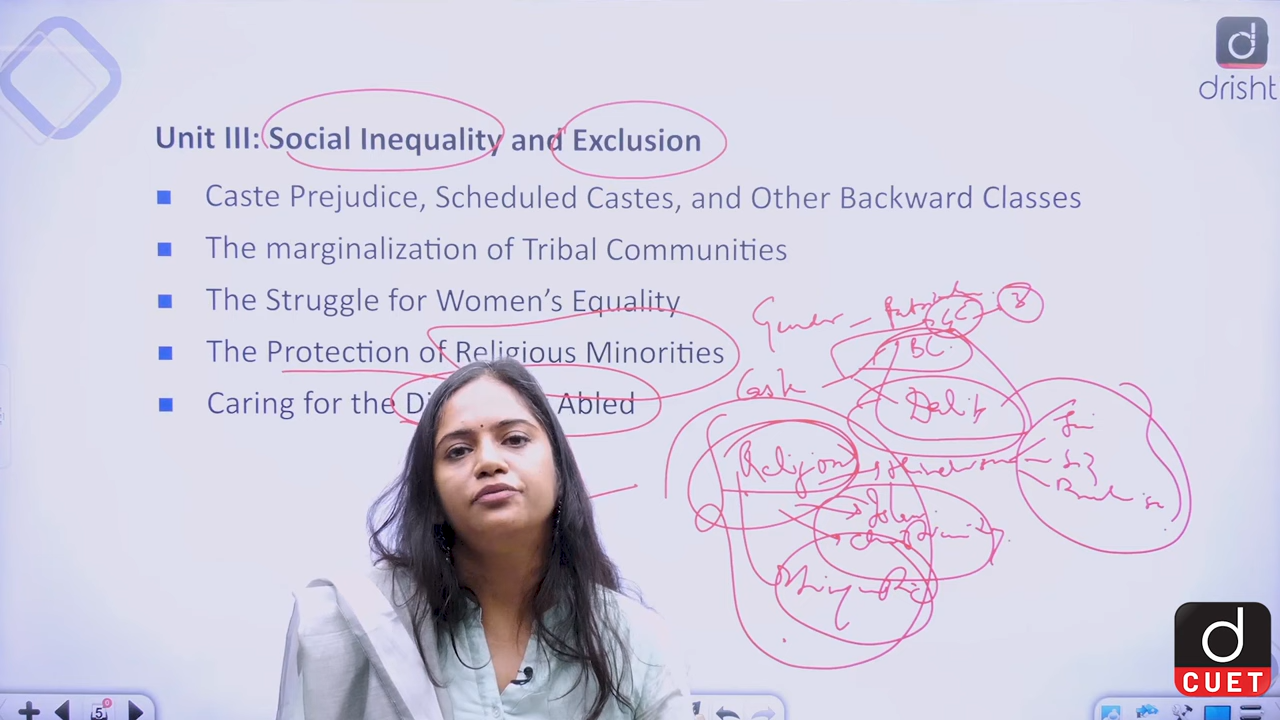 drisht
Unit III: Social Inequality and Exclusion
■ Caste Prejudice, Scheduled Castes, and Other Backward Classes
■ The marginalization of Tribal Communities
■ The Struggle for Women's Equality
■ The Protection of Religious Minorities
■ Caring for the Di Abled
Gender –
BC
Dalit
Religion
CUET
5